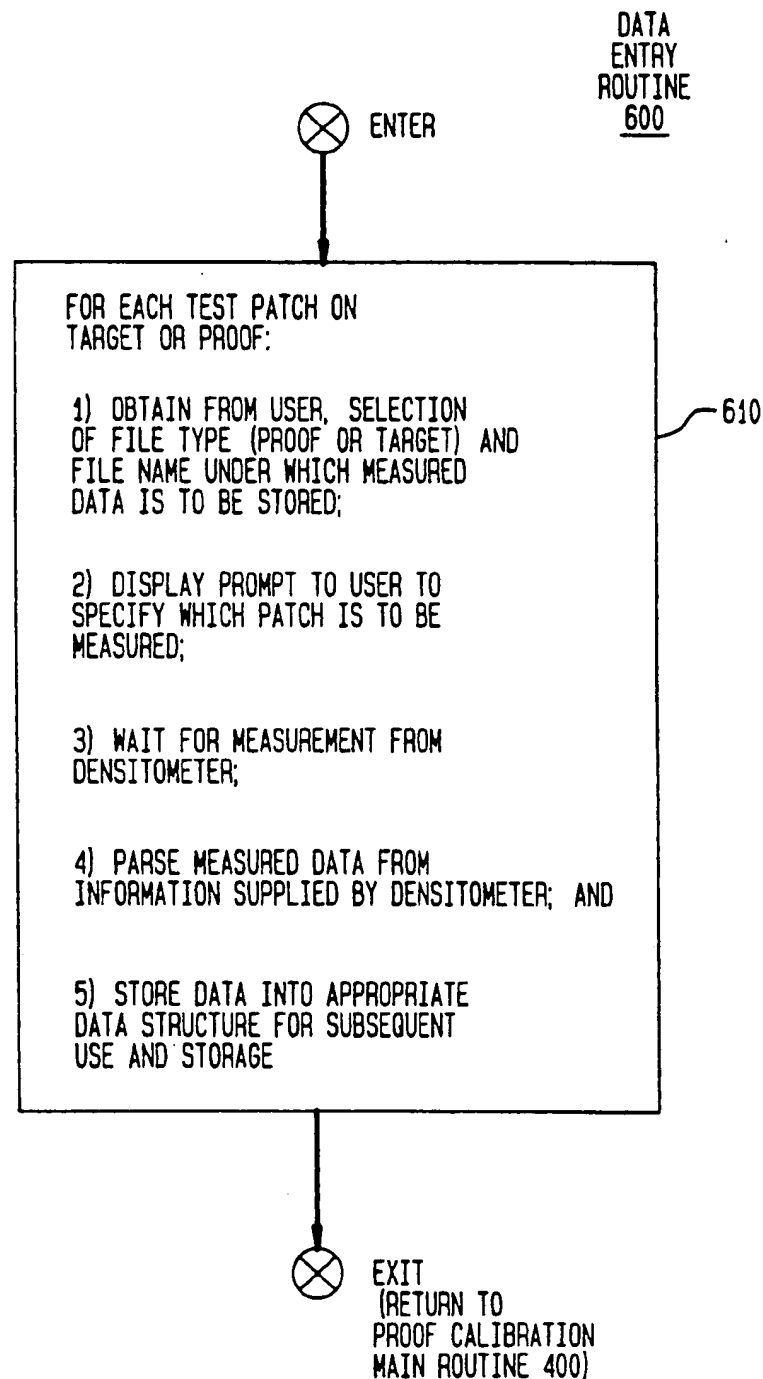 DATA
ENTRY
ROUTINE
600
ENTER
FOR EACH TEST PATCH ON
TARGET OR PROOF:
1) OBTAIN FROM USER, SELECTION
OF FILE TYPE (PROOF OR TARGET) AND
FILE NAME UNDER WHICH MEASURED
DATA IS TO BE STORED;
610
2) DISPLAY PROMPT TO USER TO
SPECIFY WHICH PATCH IS TO BE
MEASURED;
3) WAIT FOR MEASUREMENT FROM
DENSITOMETER;
4) PARSE MEASURED DATA FROM
INFORMATION SUPPLIED BY DENSITOMETER; AND
5) STORE DATA INTO APPROPRIATE
DATA STRUCTURE FOR SUBSEQUENT
USE AND STORAGE
EXIT
(RETURN TO
PROOF CALIBRATION
MAIN ROUTINE 400)